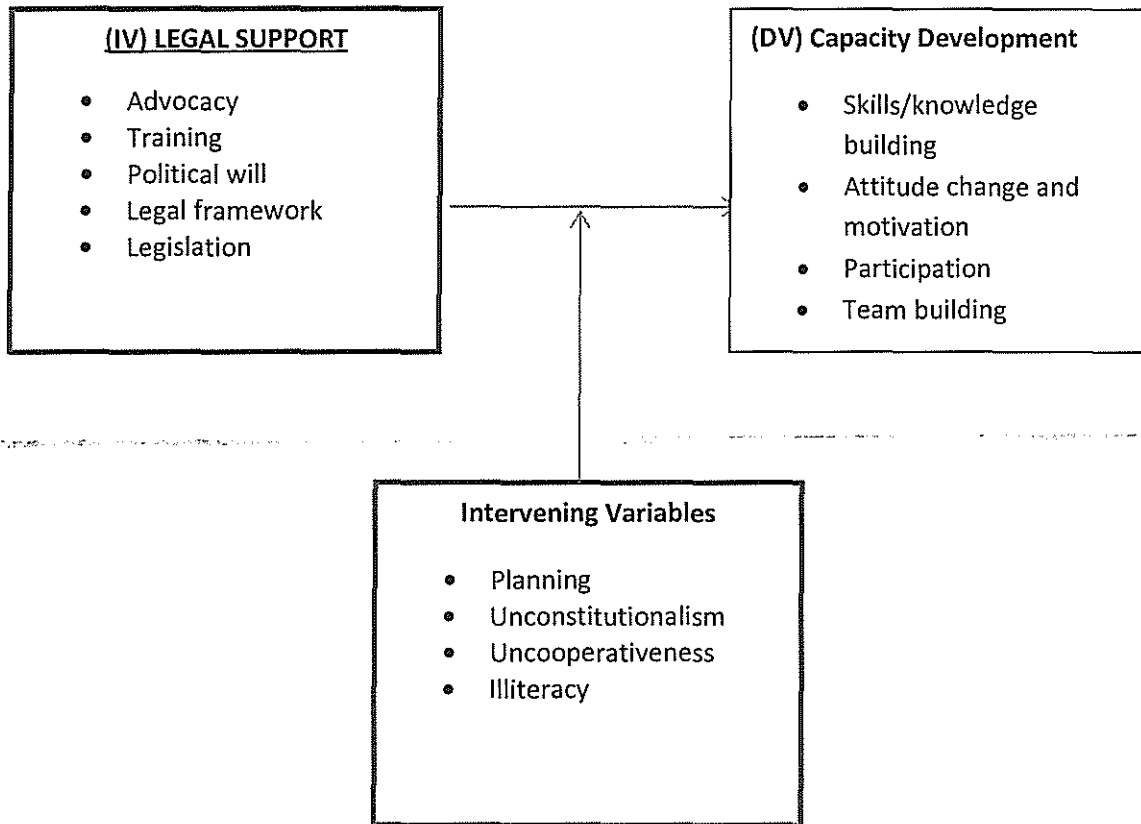 (IV) LEGAL SUPPORT
• Advocacy
• Training
• Political will
• Legal framework
• Legislation
(DV) Capacity Development
• Skills/knowledge
building
• Attitude change and
motivation
• Participation
• Team building
Intervening Variables
• Planning
• Unconstitutionalism
• Uncooperativeness
• Illiteracy